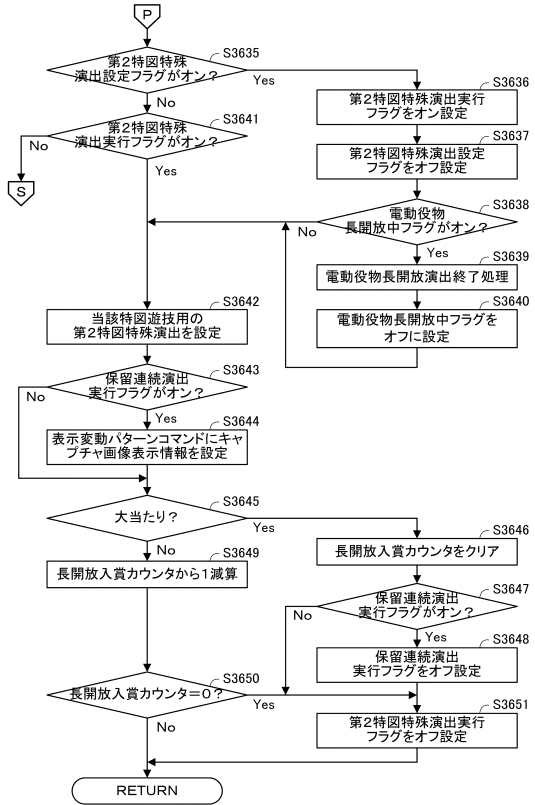 P
S3635
第2特図特殊
演出設定フラグがオン？
Yes
No
S3636
第2特図特殊演出実行
フラグをオン設定
S3641
第2特図特殊
演出実行フラグがオン？
No
Yes
S
S3637
第2特図特殊演出設定
フラグをオフ設定
S3638
電動役物
長開放中フラグがオン？
No
Yes
S3639
電動役物長開放演出終了処理
S3640
電動役物長開放中フラグを
オフに設定
S3642
当該特図遊技用の
第2特図特殊演出を設定
S3643
保留連続演出
実行フラグがオン？
No
Yes
S3644
表示変動パターンコマンドにキャ
プチャ画像表示情報を設定
S3645
大当たり？
Yes
No
S3646
長開放入賞カウンタをクリア
S3649
長開放入賞カウンタから1減算
S3647
保留連続演出
実行フラグがオン？
No
Yes
S3648
保留連続演出
実行フラグをオフ設定
S3650
長開放入賞カウンタ＝0？
Yes
No
S3651
第2特図特殊演出実行
フラグをオフ設定
RETURN